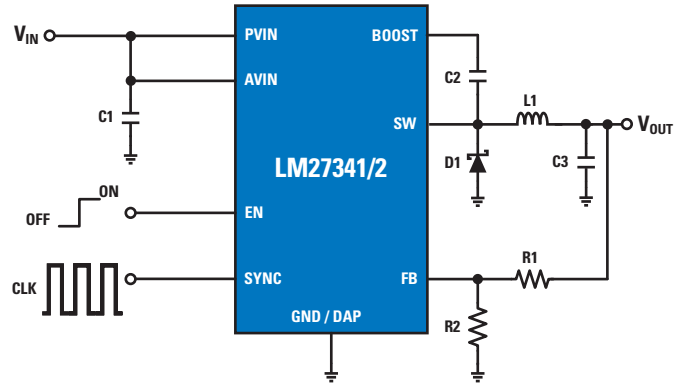 VIN
PVIN
BOOST
C2
AVIN
C1
SW
L1
VOUT
D1
C3
LM27341/2
OFF
ON
EN
CLK
SYNC
FB
R1
R2
GND / DAP